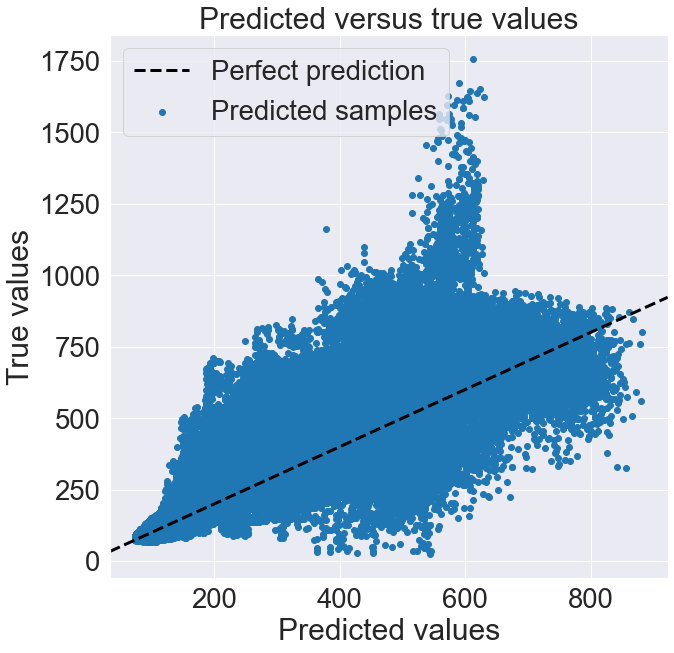 Predicted versus true values
Perfect prediction
Predicted samples
1750
1500
1250
1000
750
500
250
0
True values
200 400 600 800
Predicted values